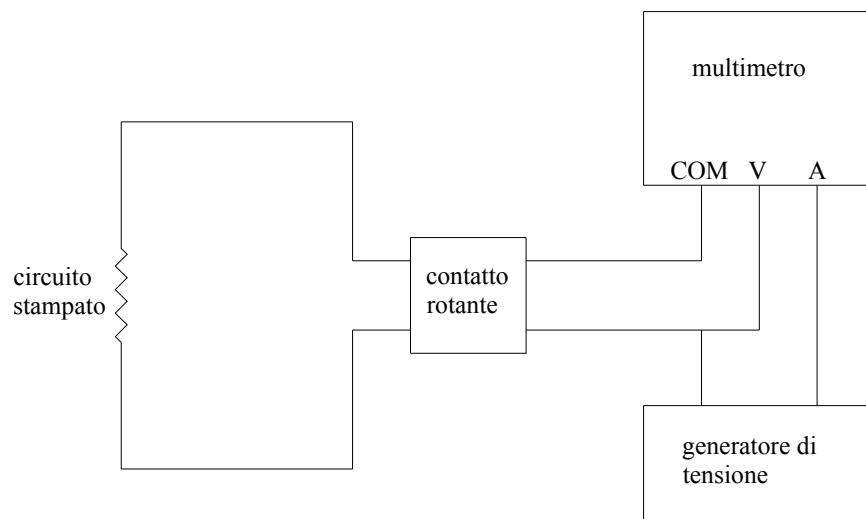 multimetro
COM V A
circuito
stampato
contatto
rotante
generatore di
tensione